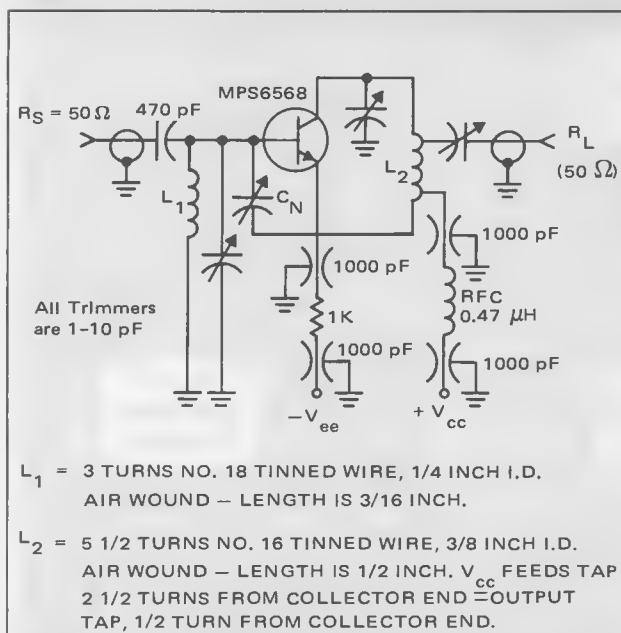 MPS6568
R_S = 50 Ω
470 pF
R_L
(50 Ω)
L_1
C_N
L_2
1000 pF
1000 pF
All Trimmers
are 1-10 pF
1K
RFC
0.47 μH
1000 pF
1000 pF
-V_ee
+ V_cc
L_1 = 3 TURNS NO. 18 TINNED WIRE, 1/4 INCH I.D.
AIR WOUND — LENGTH IS 3/16 INCH.
L_2 = 5 1/2 TURNS NO. 16 TINNED WIRE, 3/8 INCH I.D.
AIR WOUND — LENGTH IS 1/2 INCH. V_cc FEEDS TAP
2 1/2 TURNS FROM COLLECTOR END = OUTPUT
TAP, 1/2 TURN FROM COLLECTOR END.